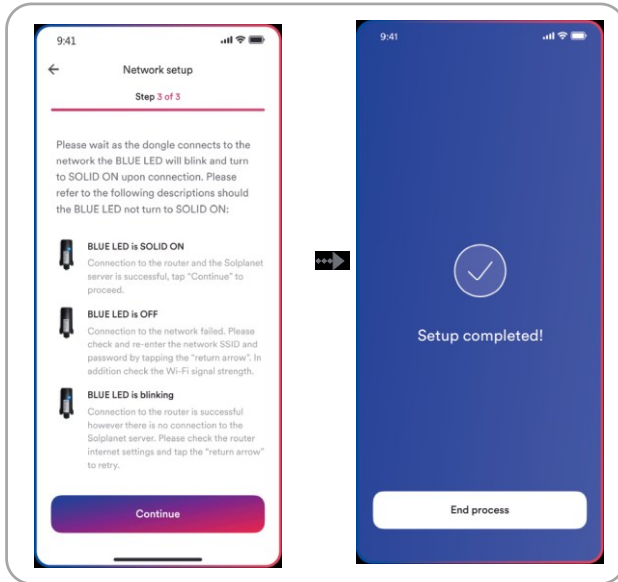 9:41
Network setup
Step 3 of 3
Please wait as the dongle connects to the
network the BLUE LED will blink and turn
to SOLID ON upon connection. Please
refer to the following descriptions should
the BLUE LED not turn to SOLID ON:
BLUE LED is SOLID ON
Connection to the router and the Solplanet
server is successful, tap "Continue" to
proceed.
BLUE LED is OFF
Connection to the network failed. Please
check and re-enter the network SSID and
password by tapping the "return arrow". In
addition check the Wi-Fi signal strength.
BLUE LED is blinking
Connection to the router is successful
however there is no connection to the
Solplanet server. Please check the router
internet settings and tap the "return arrow"
to retry.
Continue
9:41
Setup completed!
End process